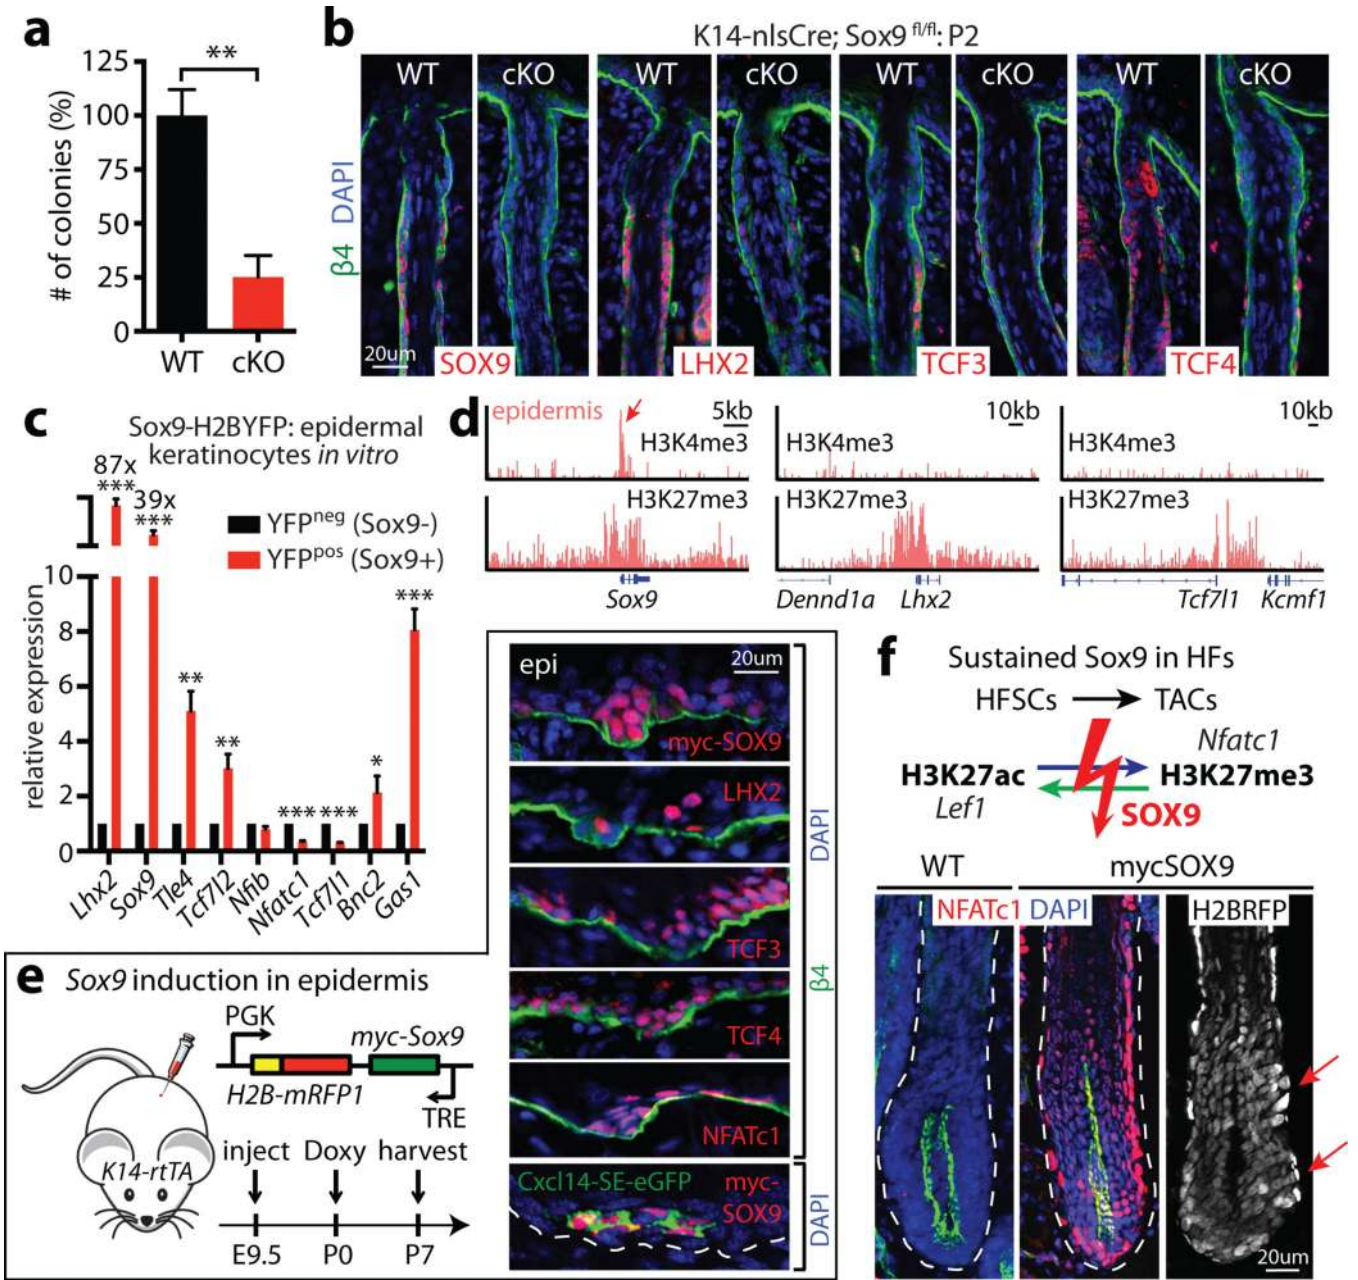 a
**
125
100
75
50
25
0
# of colonies (%)
WT
cKO
b
K14-nlsCre; Sox9 fl/fl: P2
β4 DAPI
WT
cKO
WT
cKO
WT
cKO
WT
cKO
20um
SOX9
LHX2
TCF3
TCF4
c
Sox9-H2BYFP: epidermal
keratinocytes in vitro
87x
***
39x
***
YFPneg (Sox9-)
YFPpos (Sox9+)
10
8
6
4
2
0
relative expression
**
**
***
***
*
***
Lhx2
Sox9
Tle4
Tcf7l2
Nfib
Nfatc1
Tcf7l1
Bnc2
Gas1
d
epidermis
5kb
H3K4me3
10kb
H3K4me3
10kb
H3K4me3
H3K27me3
H3K27me3
H3K27me3
Sox9
Dennd1a
Lhx2
Tcf7l1
Kcmf1
e
Sox9 induction in epidermis
PGK
myc-Sox9
H2B-mRFP1
TRE
K14-rtTA
inject
Doxy
harvest
E9.5
P0
P7
epi
20um
myc-SOX9
LHX2
TCF3
TCF4
NFATc1
Cxcl14-SE-eGFP
myc-
SOX9
DAPI
β4
DAPI
f
Sustained Sox9 in HFs
HFSCs
TACs
Nfatc1
H3K27ac
H3K27me3
Lef1
SOX9
WT
mycSOX9
NFATc1 DAPI
H2BRFP
20um